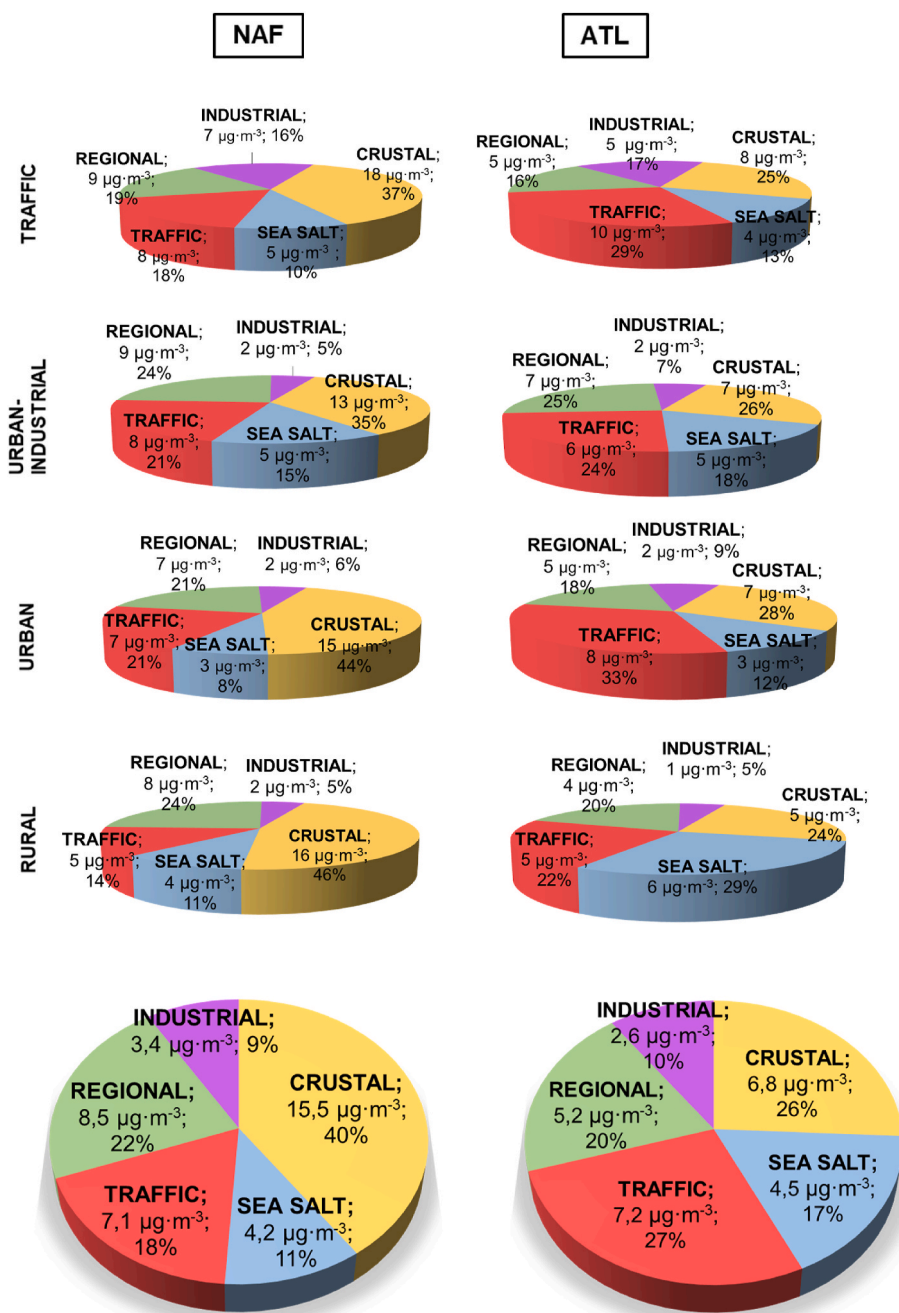 NAF
ATL
TRAFFIC
INDUSTRIAL;
7 µg·m⁻³; 16%
REGIONAL;
9 µg·m⁻³;
19%
CRUSTAL;
18 µg·m⁻³;
37%
TRAFFIC;
8 µg·m⁻³;
18%
SEA SALT;
5 µg·m⁻³;
10%
INDUSTRIAL;
5 µg·m⁻³;
17%
REGIONAL;
5 µg·m⁻³;
16%
CRUSTAL;
8 µg·m⁻³;
25%
TRAFFIC;
10 µg·m⁻³;
29%
SEA SALT;
4 µg·m⁻³;
13%
URBAN-
INDUSTRIAL
REGIONAL;
9 µg·m⁻³;
24%
INDUSTRIAL;
2 µg·m⁻³; 5%
CRUSTAL;
13 µg·m⁻³;
35%
TRAFFIC;
8 µg·m⁻³;
21%
SEA SALT;
5 µg·m⁻³;
15%
INDUSTRIAL;
2 µg·m⁻³;
7%
REGIONAL;
7 µg·m⁻³;
25%
CRUSTAL;
7 µg·m⁻³;
26%
TRAFFIC;
6 µg·m⁻³;
24%
SEA SALT;
5 µg·m⁻³;
18%
URBAN
REGIONAL;
7 µg·m⁻³;
21%
INDUSTRIAL;
2 µg·m⁻³; 6%
TRAFFIC;
7 µg·m⁻³;
21%
SEA SALT;
3 µg·m⁻³;
8%
CRUSTAL;
15 µg·m⁻³;
44%
INDUSTRIAL;
2 µg·m⁻³; 9%
REGIONAL;
5 µg·m⁻³;
18%
CRUSTAL;
7 µg·m⁻³;
28%
TRAFFIC;
8 µg·m⁻³;
33%
SEA SALT;
3 µg·m⁻³;
12%
RURAL
REGIONAL;
8 µg·m⁻³;
24%
INDUSTRIAL;
2 µg·m⁻³; 5%
TRAFFIC;
5 µg·m⁻³;
14%
SEA SALT;
4 µg·m⁻³;
11%
CRUSTAL;
16 µg·m⁻³;
46%
INDUSTRIAL;
1 µg·m⁻³; 5%
REGIONAL;
4 µg·m⁻³;
20%
CRUSTAL;
5 µg·m⁻³;
24%
TRAFFIC;
5 µg·m⁻³;
22%
SEA SALT;
6 µg·m⁻³; 29%
INDUSTRIAL;
3,4 µg·m⁻³; 9%
REGIONAL;
8,5 µg·m⁻³;
22%
CRUSTAL;
15,5 µg·m⁻³;
40%
TRAFFIC;
7,1 µg·m⁻³;
18%
SEA SALT;
4,2 µg·m⁻³;
11%
INDUSTRIAL;
2,6 µg·m⁻³;
10%
REGIONAL;
5,2 µg·m⁻³;
20%
CRUSTAL;
6,8 µg·m⁻³;
26%
TRAFFIC;
7,2 µg·m⁻³;
27%
SEA SALT;
4,5 µg·m⁻³;
17%